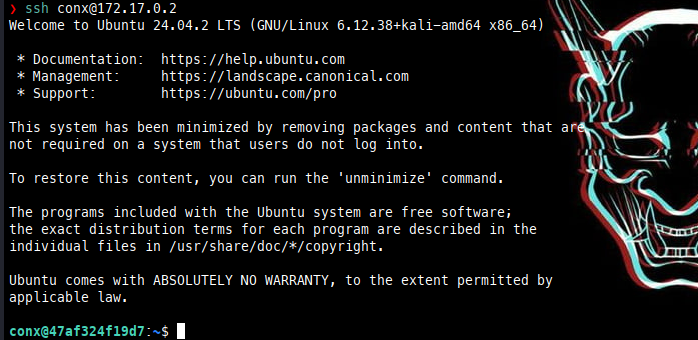 ❯ ssh conx@172.17.0.2
Welcome to Ubuntu 24.04.2 LTS (GNU/Linux 6.12.38+kali-amd64 x86_64)
* Documentation:  https://help.ubuntu.com
* Management:     https://landscape.canonical.com
* Support:        https://ubuntu.com/pro
This system has been minimized by removing packages and content that are
not required on a system that users do not log into.
To restore this content, you can run the 'unminimize' command.
The programs included with the Ubuntu system are free software;
the exact distribution terms for each program are described in the
individual files in /usr/share/doc/*/copyright.
Ubuntu comes with ABSOLUTELY NO WARRANTY, to the extent permitted by
applicable law.
conx@47af324f19d7:~$